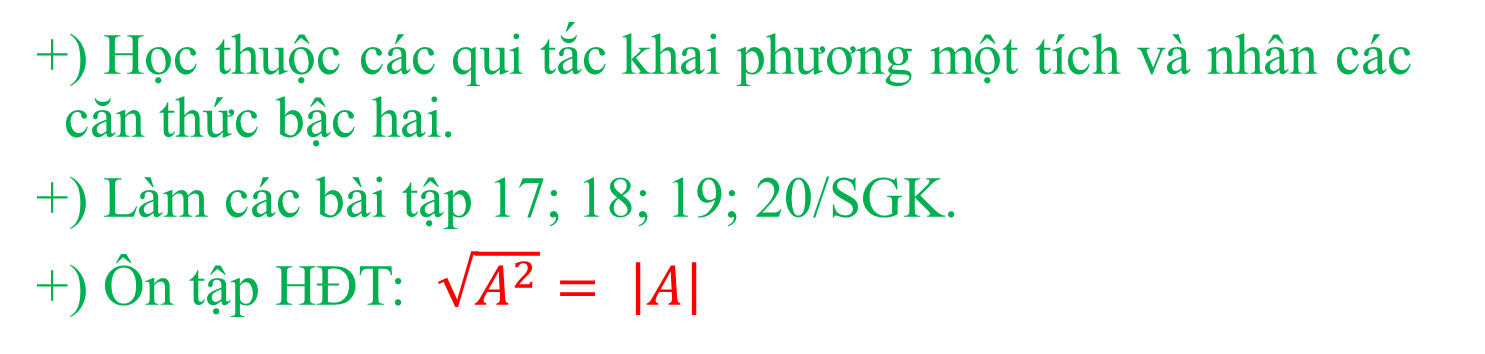 +) Học thuộc các qui tắc khai phương một tích và nhân các
căn thức bậc hai.
+) Làm các bài tập 17; 18; 19; 20/SGK.
+) Ôn tập HĐT: √A² = |A|